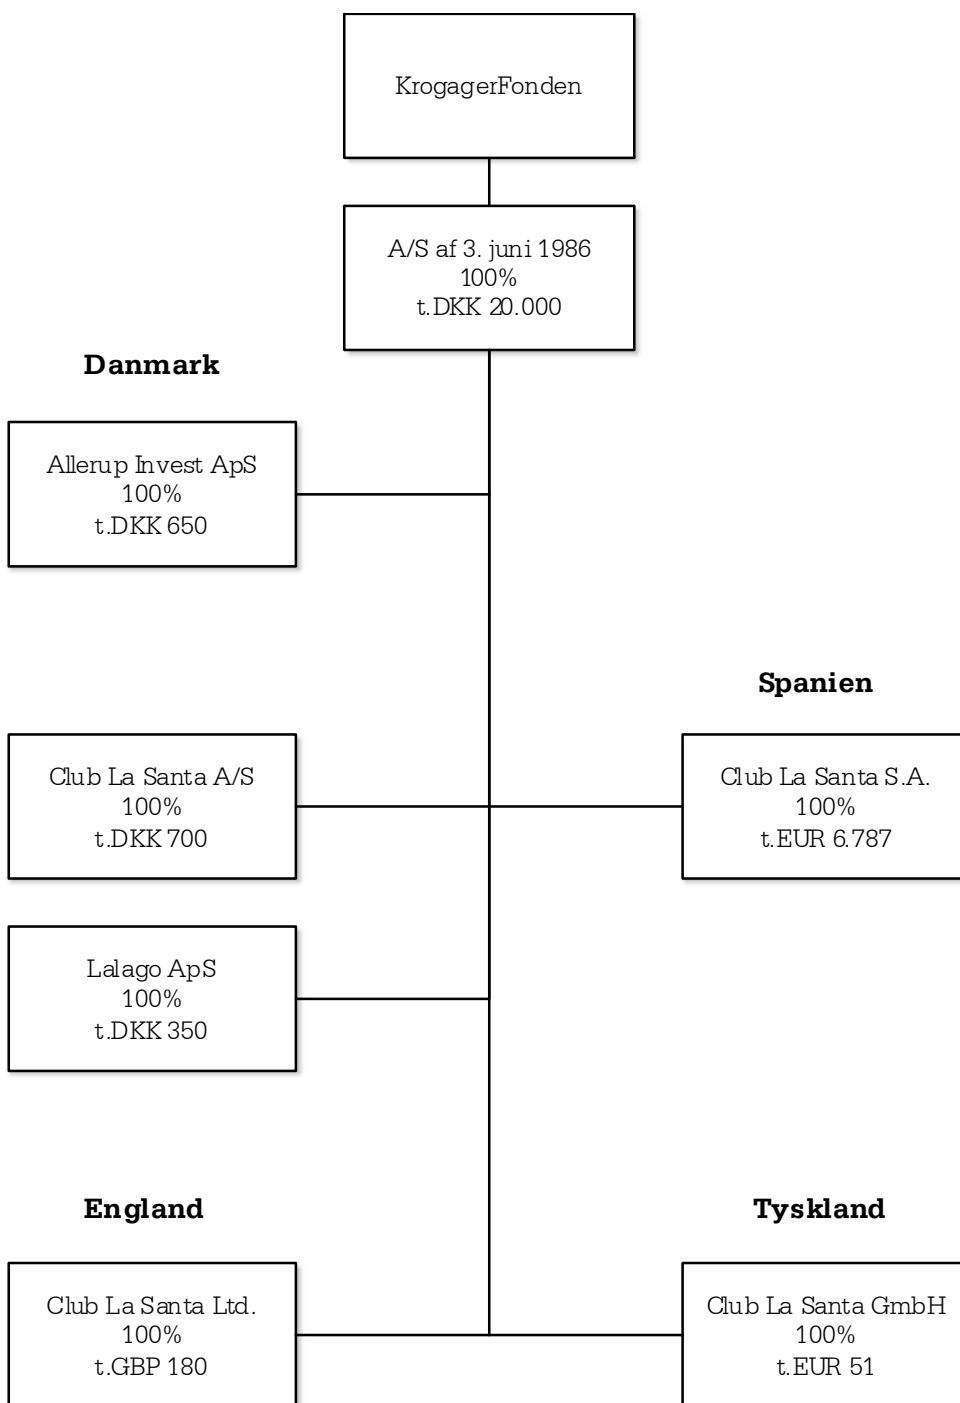 KrogagerFonden
A/S af 3. juni 1986
100%
t.DKK 20.000
Danmark
Allerup Invest ApS
100%
t.DKK 650
Spanien
Club La Santa A/S
100%
t.DKK 700
Club La Santa S.A.
100%
t.EUR 6.787
Lalago ApS
100%
t.DKK 350
England
Tyskland
Club La Santa Ltd.
100%
t.GBP 180
Club La Santa GmbH
100%
t.EUR 51